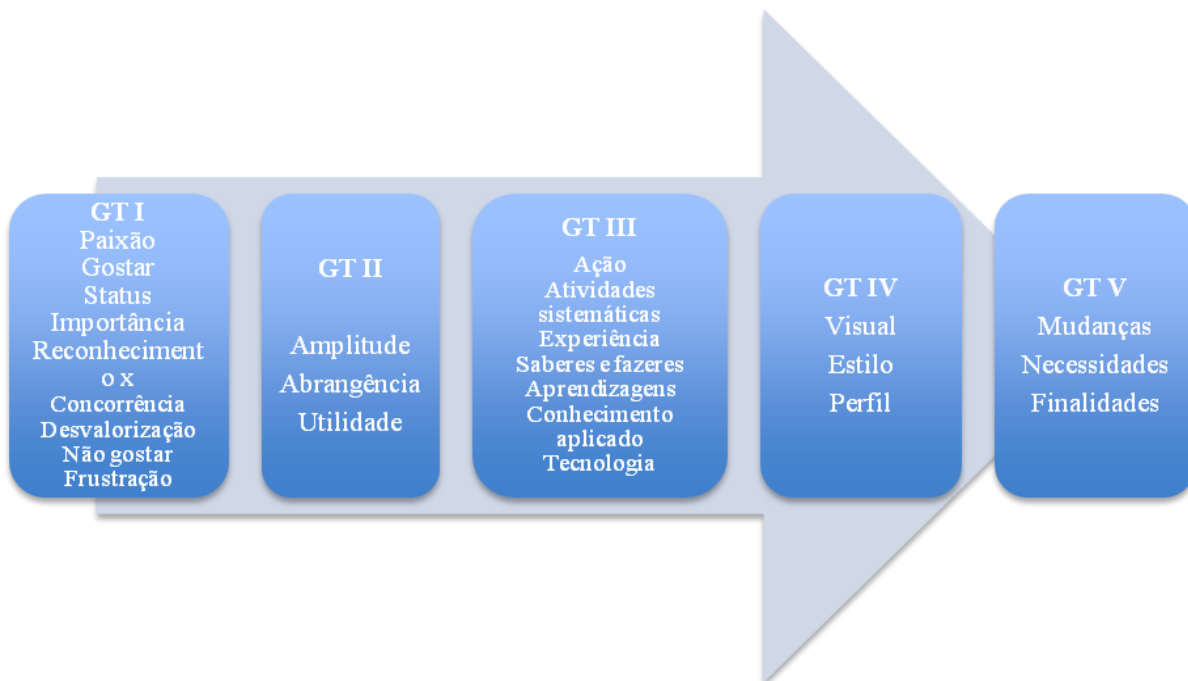 GT I
Paixão
Gostar
Status
Importância
Reconheciment
o x
Concorrência
Desvalorização
Não gostar
Frustração
GT II
Amplitude
Abrangência
Utilidade
GT III
Ação
Atividades
sistemáticas
Experiência
Saberes e fazeres
Aprendizagens
Conhecimento
aplicado
Tecnologia
GT IV
Visual
Estilo
Perfil
GT V
Mudanças
Necessidades
Finalidades